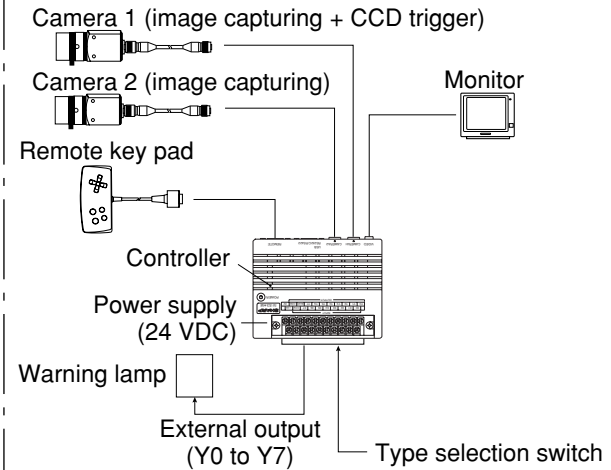 Camera 1 (image capturing + CCD trigger)
Camera 2 (image capturing)
Monitor
Remote key pad
Controller
Power supply
(24 VDC)
Warning lamp
External output
(Y0 to Y7)
Type selection switch